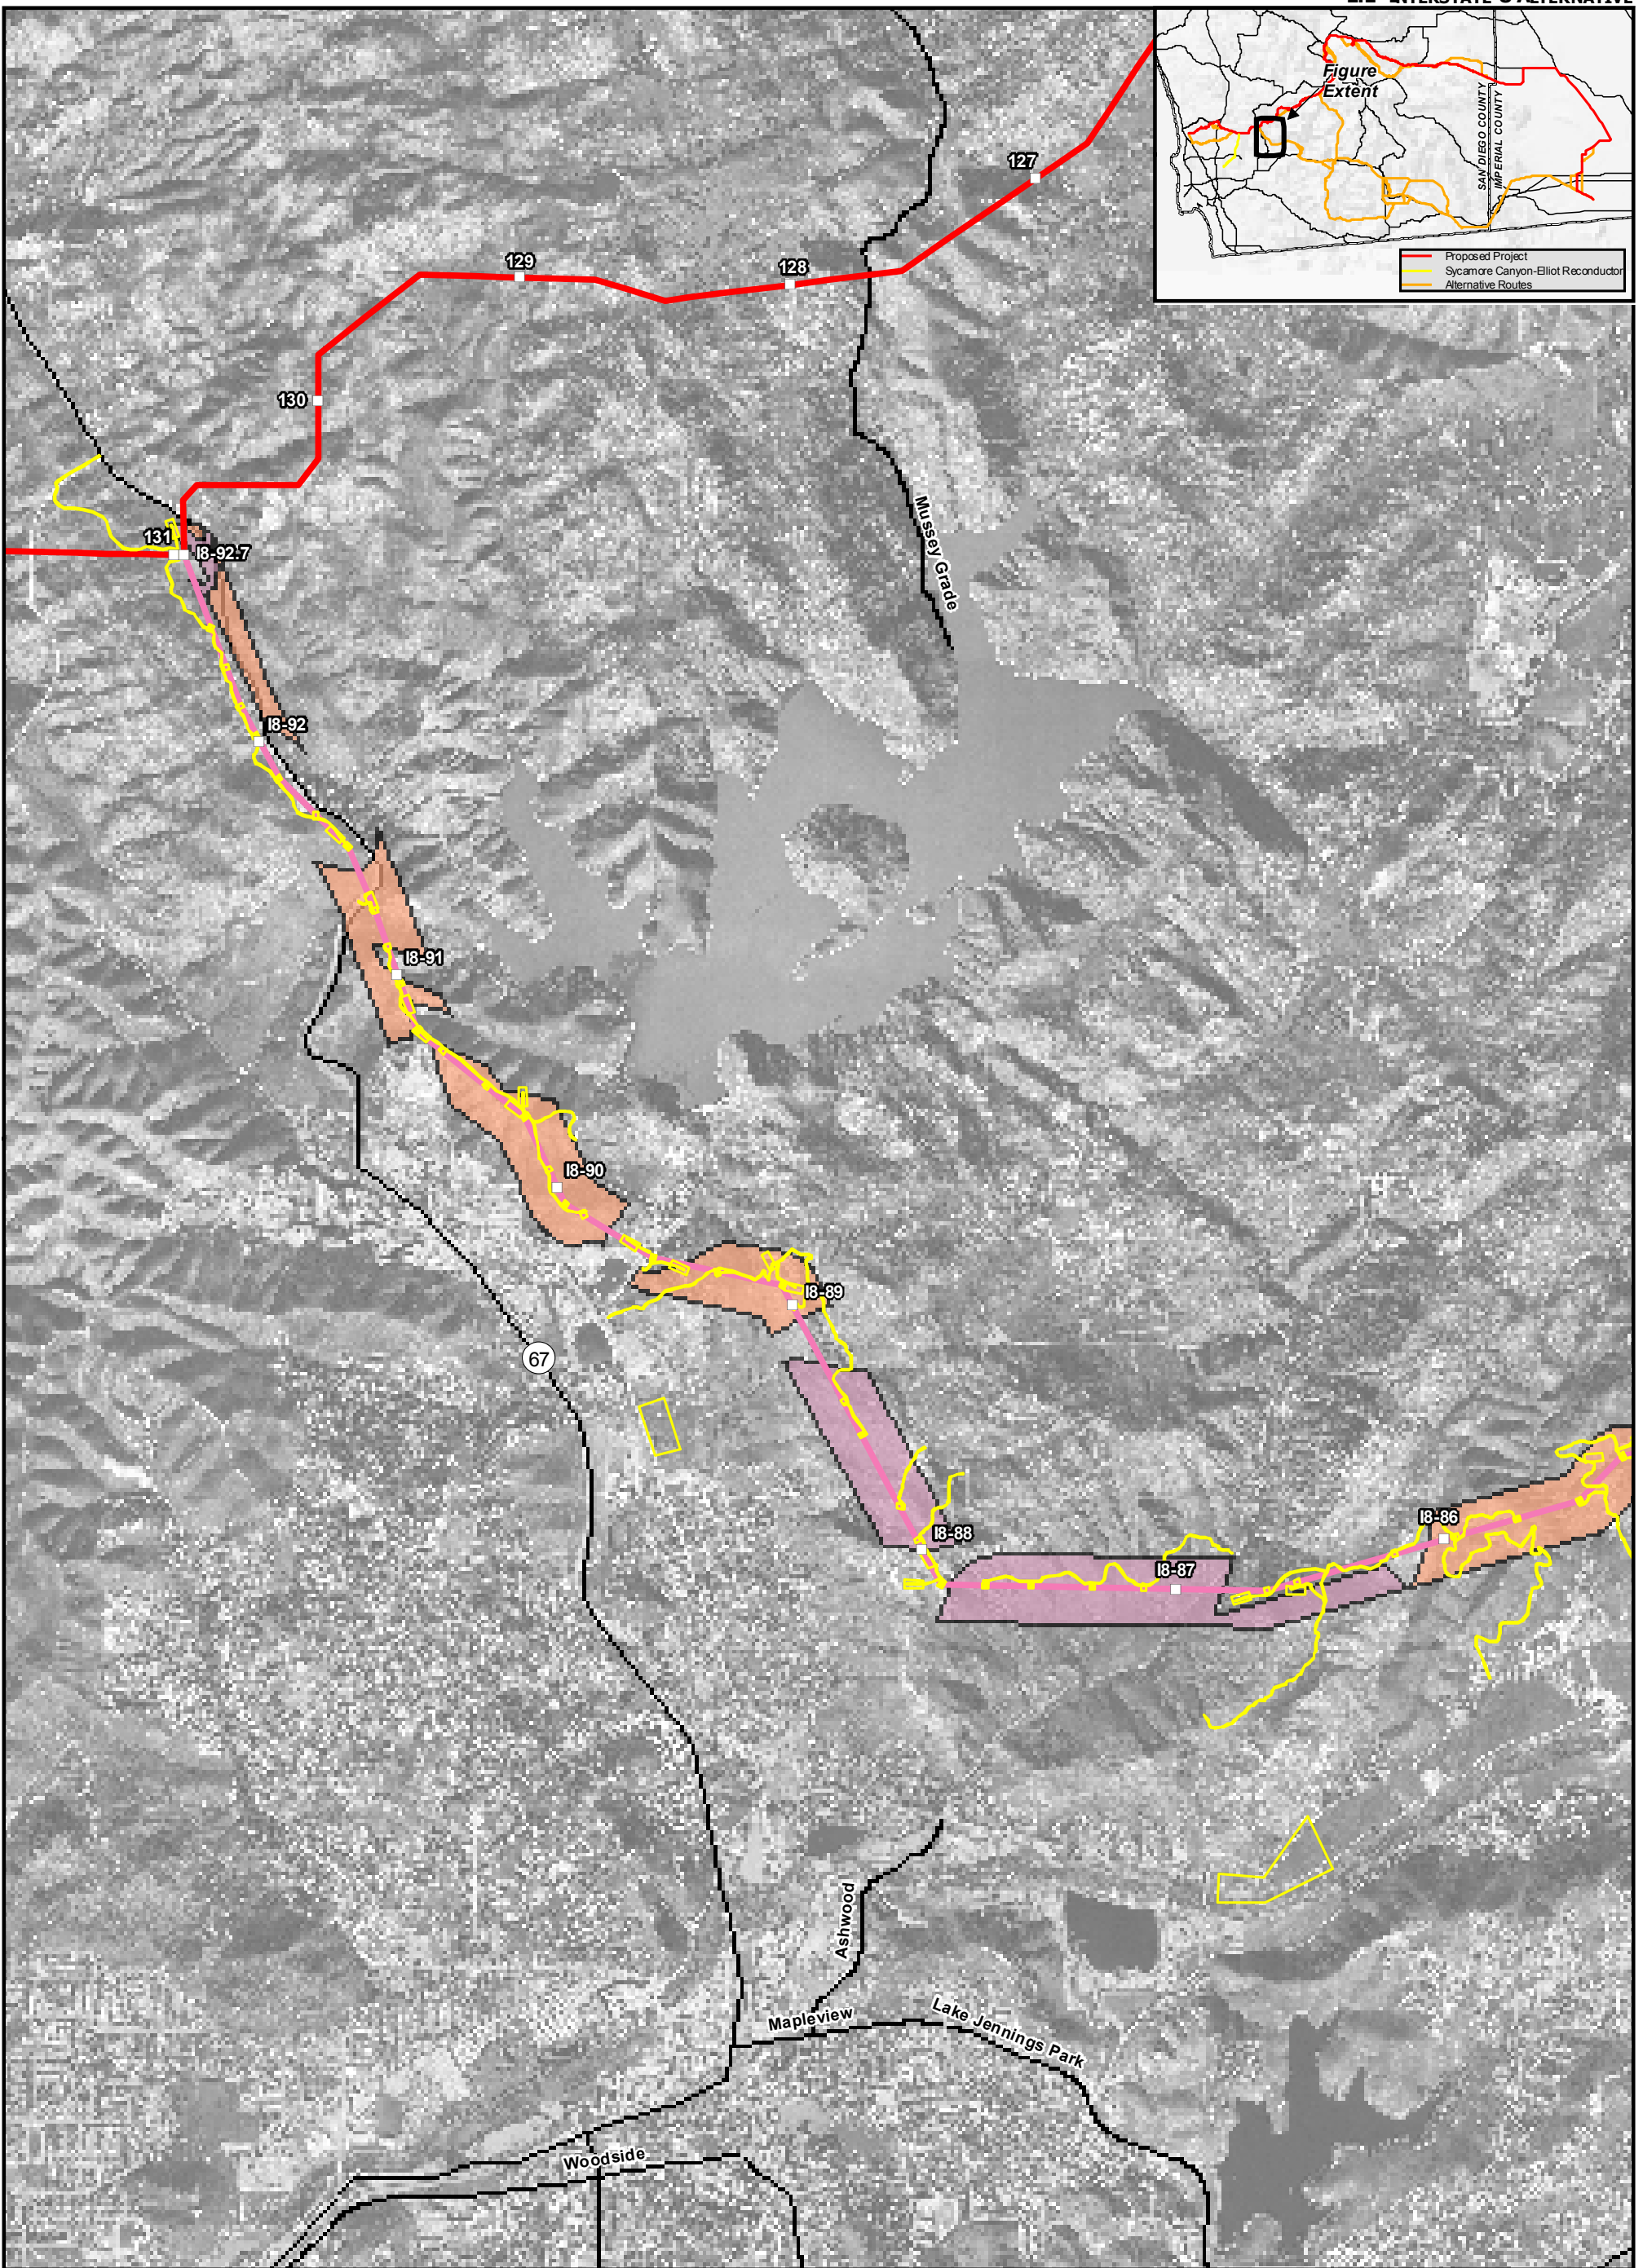 Figure
Extent
SAN DIEGO COUNTY
IMPERIAL COUNTY
Proposed Project
Sycamore Canyon-Elliot Reconductor
Alternative Routes
127
128
129
130
131
I8-92.7
Mussey Grade
I8-92
I8-91
I8-90
I8-89
67
I8-88
I8-87
I8-86
Ashwood
Mapleview
Lake Jennings Park
Woodside